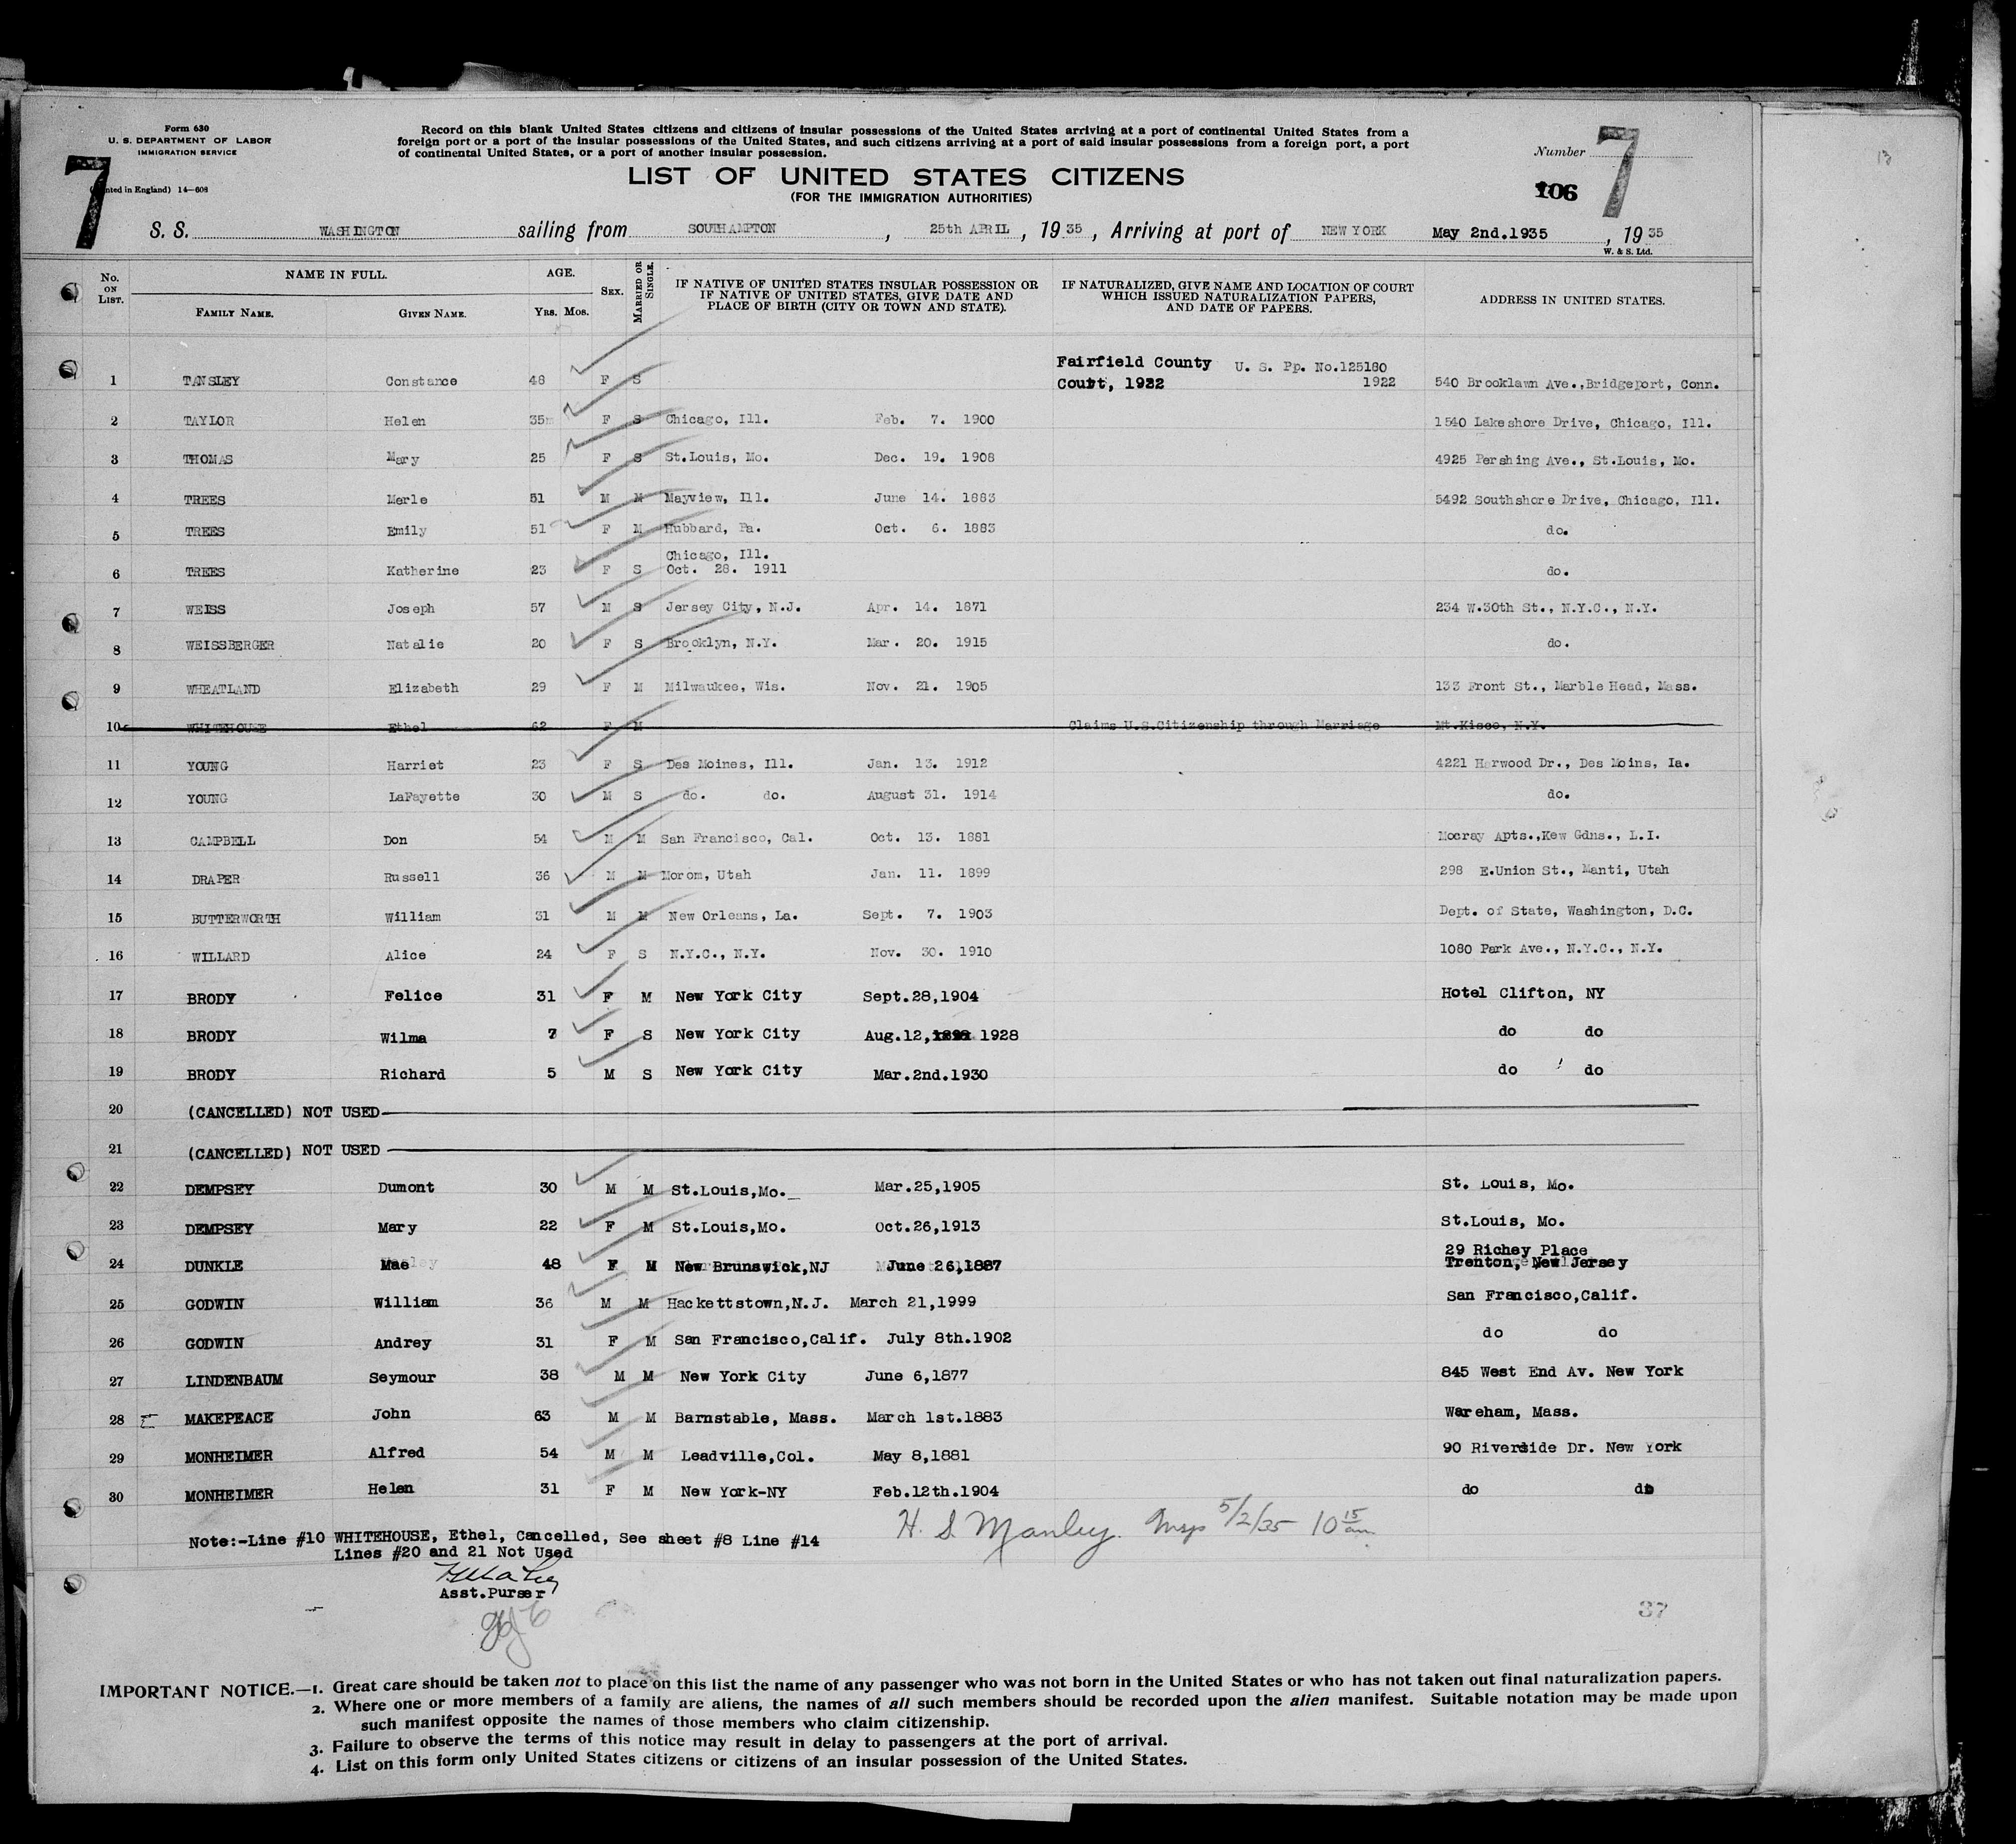 Form 630
U. S. DEPARTMENT OF LABOR
IMMIGRATION SERVICE
nted in England) 14—608
7
Record on this blank United States citizens and citizens of insular possessions of the United States arriving at a port of continental United States from a
foreign port or a port of the insular possessions of the United States, and such citizens arriving at a port of said insular possessions from a foreign port, a port
of continental United States, or a port of another insular possession.
LIST OF UNITED STATES CITIZENS
(FOR THE IMMIGRATION AUTHORITIES)
Number 7
106
S. S. WASHINGTON sailing from SOUTHAMPTON , 25th APRIL , 19 35 , Arriving at port of NEW YORK May 2nd.1935 , 19 35
W. & S. Ltd.
No. ON LIST. NAME IN FULL. FAMILY NAME. GIVEN NAME. AGE. YRS. MOS. SEX. MARRIED OR SINGLE. IF NATIVE OF UNITED STATES INSULAR POSSESSION OR IF NATIVE OF UNITED STATES, GIVE DATE AND PLACE OF BIRTH (CITY OR TOWN AND STATE). IF NATURALIZED, GIVE NAME AND LOCATION OF COURT WHICH ISSUED NATURALIZATION PAPERS, AND DATE OF PAPERS. ADDRESS IN UNITED STATES.
Fairfield County U. S. Pp. No.125180
1 TANSLEY Constance 48 F S Court, 1922 1922 540 Brooklawn Ave.,Bridgeport, Conn.
2 TAYLOR Helen 35 F S Chicago, Ill. Feb. 7. 1900 1540 Lakeshore Drive, Chicago, Ill.
3 THOMAS Mary 25 F S St.Louis, Mo. Dec. 19. 1908 4925 Pershing Ave., St.Louis, Mo.
4 TREES Merle 51 M M Mayview, Ill. June 14. 1883 5492 Southshore Drive, Chicago, Ill.
5 TREES Emily 51 F M Hubbard, Pa. Oct. 6. 1883 do.
Chicago, Ill.
6 TREES Katherine 23 F S Oct. 28. 1911 do.
7 WEISS Joseph 57 M S Jersey City, N.J. Apr. 14. 1871 234 W.30th St., N.Y.C., N.Y.
8 WEISSBERGER Natalie 20 F S Brooklyn, N.Y. Mar. 20. 1915 do.
9 WHEATLAND Elizabeth 29 F M Milwaukee, Wis. Nov. 21. 1905 133 Front St., Marble Head, Mass.
10 WHITEHOUSE Ethel 62 F M Claims U.S.Citizenship through Marriage Mt.Kisco, N.Y.
11 YOUNG Harriet 23 F S Des Moines, Ill. Jan. 13. 1912 4221 Harwood Dr., Des Moins, Ia.
12 YOUNG LaFayette 30 M S do. do. August 31. 1914 do.
13 CAMPBELL Don 54 M M San Francisco, Cal. Oct. 13. 1881 Mocray Apts.,Kew Gdns., L.I.
14 DRAPER Russell 36 M M Morom, Utah Jan. 11. 1899 298 E.Union St., Manti, Utah
15 BUTTERWORTH William 31 M M New Orleans, La. Sept. 7. 1903 Dept. of State, Washington, D.C.
16 WILLARD Alice 24 F S N.Y.C., N.Y. Nov. 30. 1910 1080 Park Ave., N.Y.C., N.Y.
17 BRODY Felice 31 F M New York City Sept.28,1904 Hotel Clifton, NY
18 BRODY Wilma 7 F S New York City Aug.12, 1928 do do
19 BRODY Richard 5 M S New York City Mar.2nd.1930 do do
20 (CANCELLED) NOT USED
21 (CANCELLED) NOT USED
22 DEMPSEY Dumont 30 M M St.Louis,Mo. Mar.25,1905 St. Louis, Mo.
23 DEMPSEY Mary 22 F M St.Louis,Mo. Oct.26,1913 St.Louis, Mo.
29 Richey Place
24 DUNKLE Mae 48 F M New Brunswick,NJ June 26,1887 Trenton, New Jersey
25 GODWIN William 36 M M Hackettstown,N.J. March 21,1999 San Francisco,Calif.
26 GODWIN Andrey 31 F M San Francisco,Calif. July 8th.1902 do do
27 LINDENBAUM Seymour 38 M M New York City June 6,1877 845 West End Av. New York
28 MAKEPEACE John 63 M M Barnstable, Mass. March 1st.1883 Wareham, Mass.
29 MONHEIMER Alfred 54 M M Leadville,Col. May 8,1881 90 Riverside Dr. New York
30 MONHEIMER Helen 31 F M New York-NY Feb.12th.1904 do do
Note:-Line #10 WHITEHOUSE, Ethel, Cancelled, See sheet #8 Line #14
Lines #20 and 21 Not Used
H. S. Manley. Insp 5/2/35 10 15 am
Asst.Purser
37
IMPORTANT NOTICE.—1. Great care should be taken not to place on this list the name of any passenger who was not born in the United States or who has not taken out final naturalization papers.
2. Where one or more members of a family are aliens, the names of all such members should be recorded upon the alien manifest. Suitable notation may be made upon
such manifest opposite the names of those members who claim citizenship.
3. Failure to observe the terms of this notice may result in delay to passengers at the port of arrival.
4. List on this form only United States citizens or citizens of an insular possession of the United States.